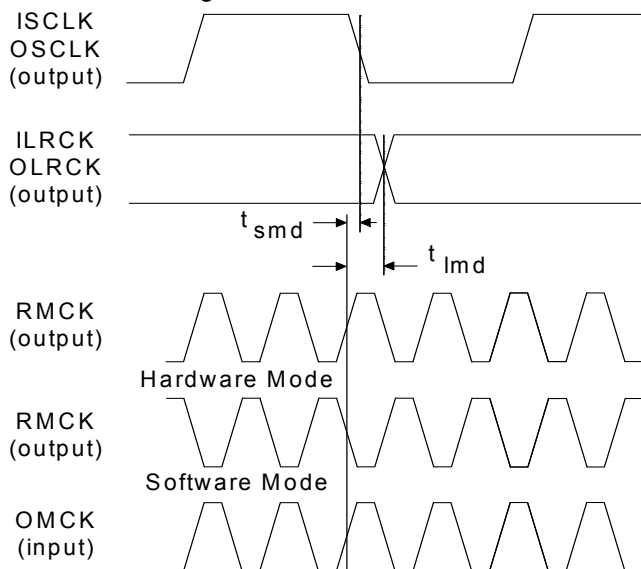 ISCLK
OSCLK
(output)
ILRCK
OLRCK
(output)
t smd
t lmd
RMCK
(output)
Hardware Mode
RMCK
(output)
Software Mode
OMCK
(input)